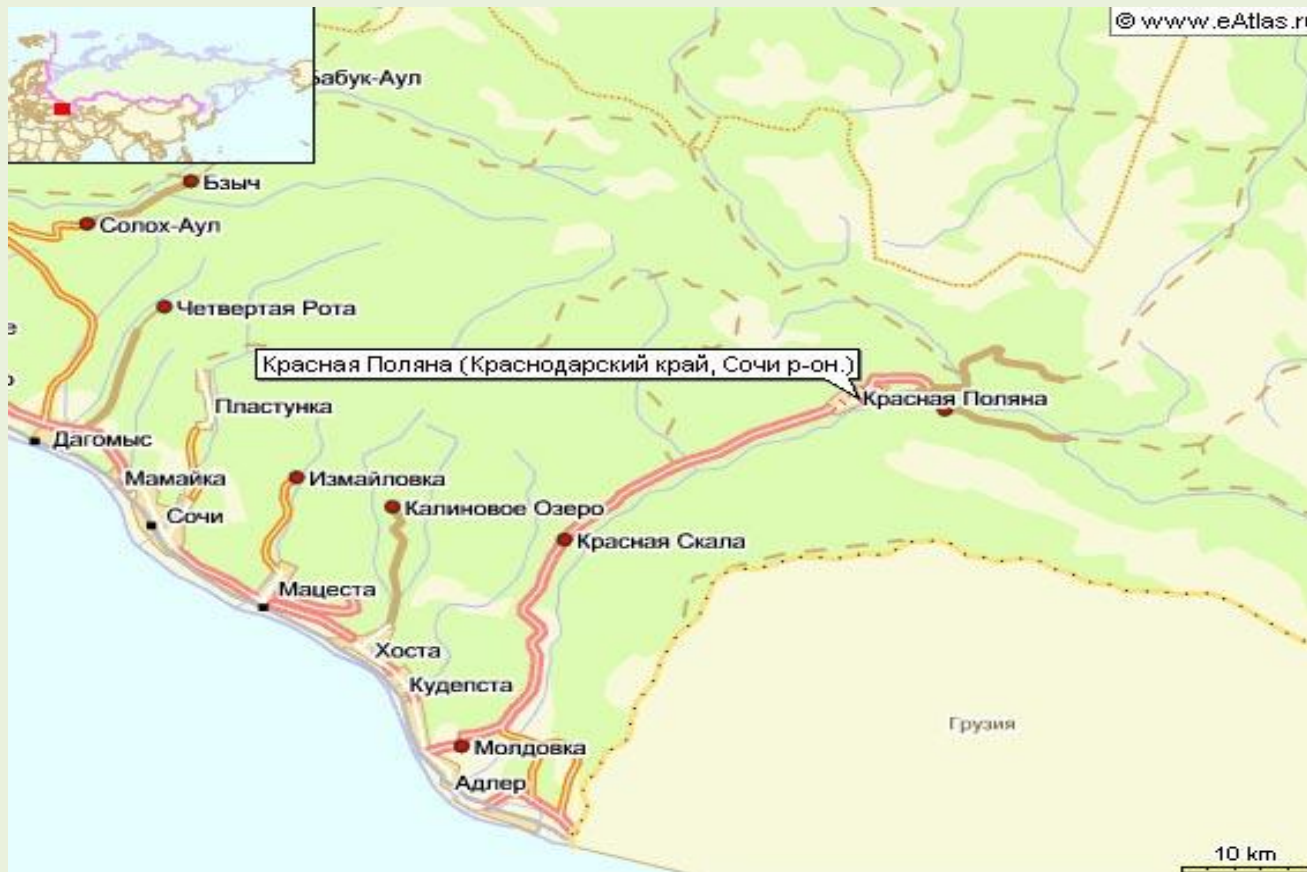 © www.eAtlas.ru
Бабук-Аул
Бзыч
Солох-Аул
Четвертая Рота
Красная Поляна (Краснодарский край, Сочи р-он.)
Красная Поляна
Пластунка
Дагомыс
Мамайка
Измайловка
Сочи
Калиновое Озеро
Красная Скала
Мацеста
Хоста
Кудепста
Грузия
Молдовка
Адлер
10 km